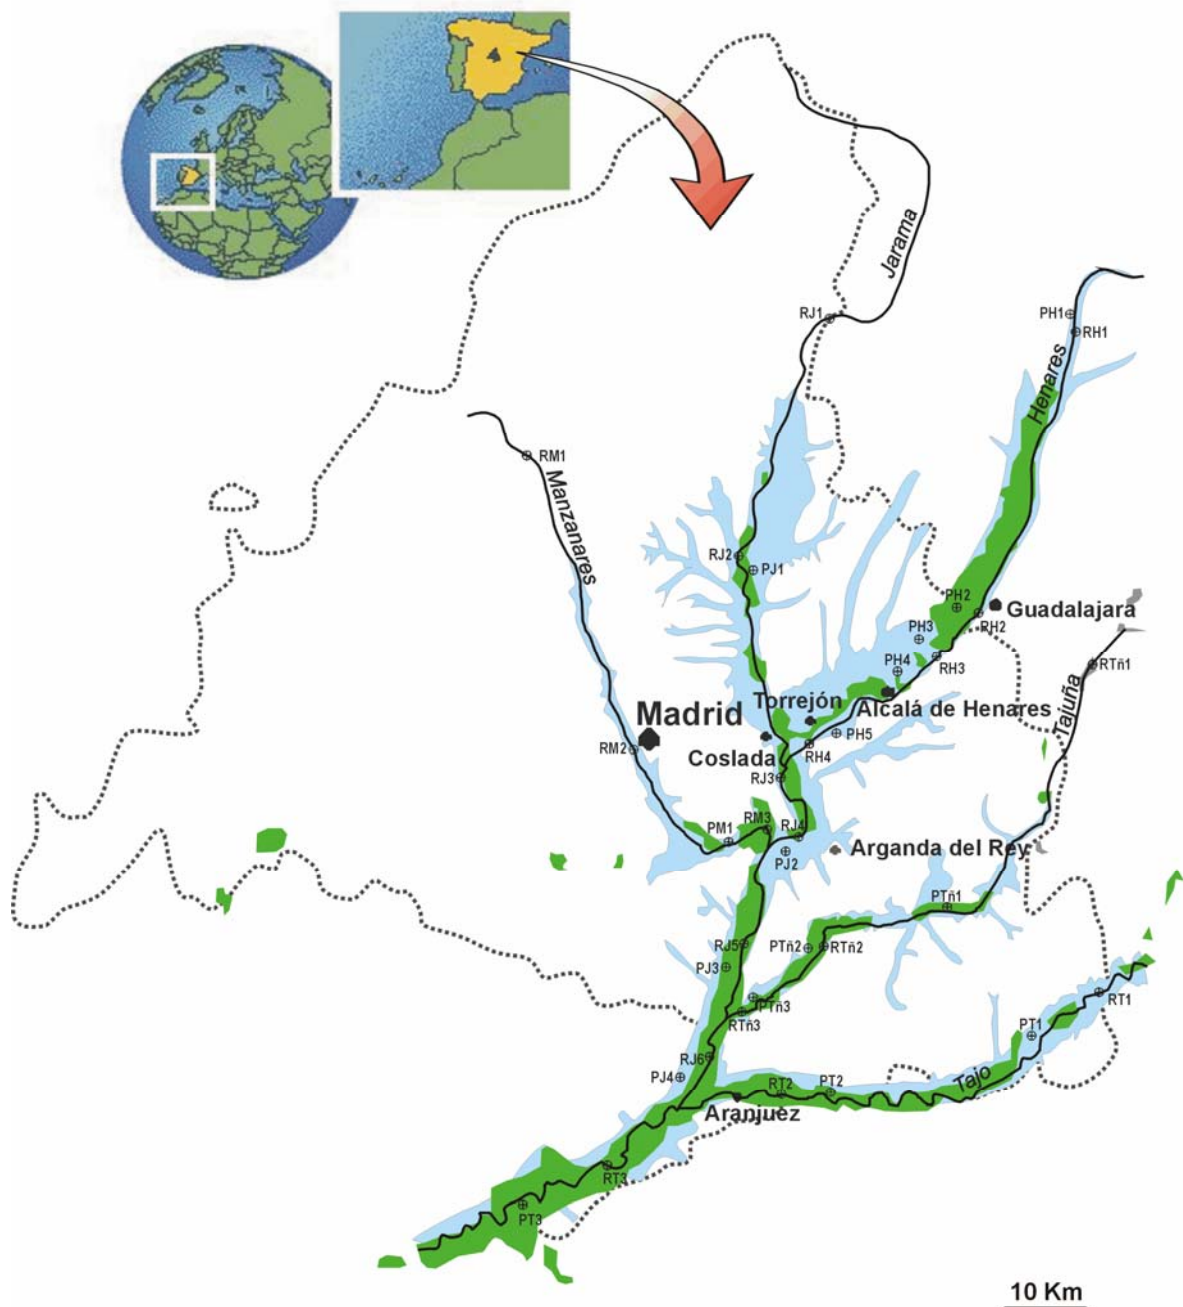 Jarama
RJ1
PH1
RH1
Henares
RM1
Manzanares
RJ2
PJ1
PH2
Guadalajara
RH2
PH3
RH3
PH4
RTñ1
Tajuña
Torrejón
Alcalá de Henares
Madrid
RM2
PH5
Coslada
RH4
RJ3
RM3
RJ4
PM1
PJ2
Arganda del Rey
PTñ1
RJ5
PTñ2
RTñ2
PJ3
PTñ3
RTñ3
RT1
PT1
RJ6
PJ4
RT2
PT2
Tajo
Aranjuez
RT3
PT3
10 Km